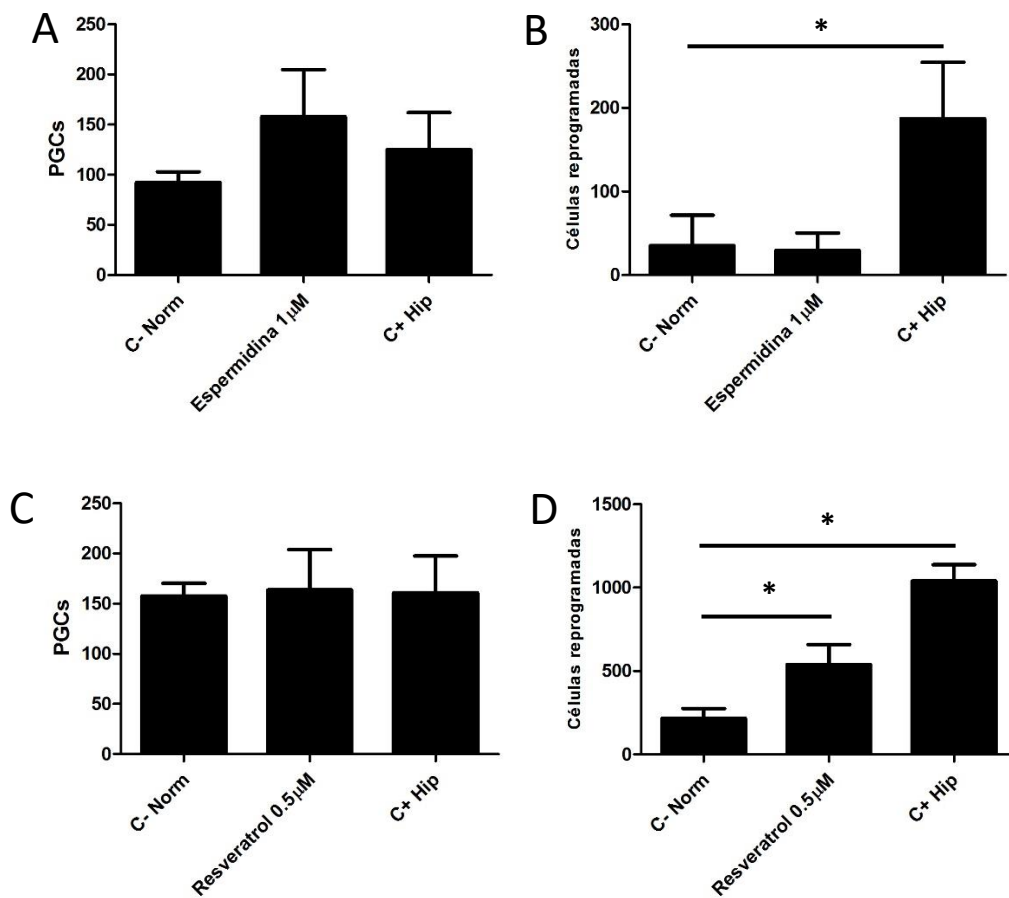 A
PGCs
250
200
150
100
50
0
C- Norm
Espermidina 1µM
C+ Hip
B
Células reprogramadas
300
200
100
0
*
C- Norm
Espermidina 1µM
C+ Hip
C
PGCs
250
200
150
100
50
0
C- Norm
Resveratrol 0.5µM
C+ Hip
D
Células reprogramadas
1500
1000
500
0
*
*
C- Norm
Resveratrol 0.5µM
C+ Hip